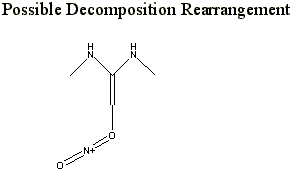 Possible Decomposition Rearrangement
H H
N N
O
N+
O